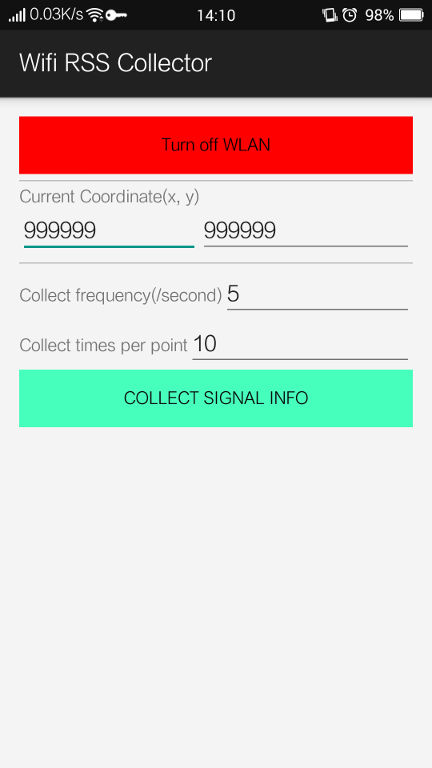 0.03K/s 14:10 98%
Wifi RSS Collector
Turn off WLAN
Current Coordinate(x, y)
999999 999999
Collect frequency(/second) 5
Collect times per point 10
COLLECT SIGNAL INFO